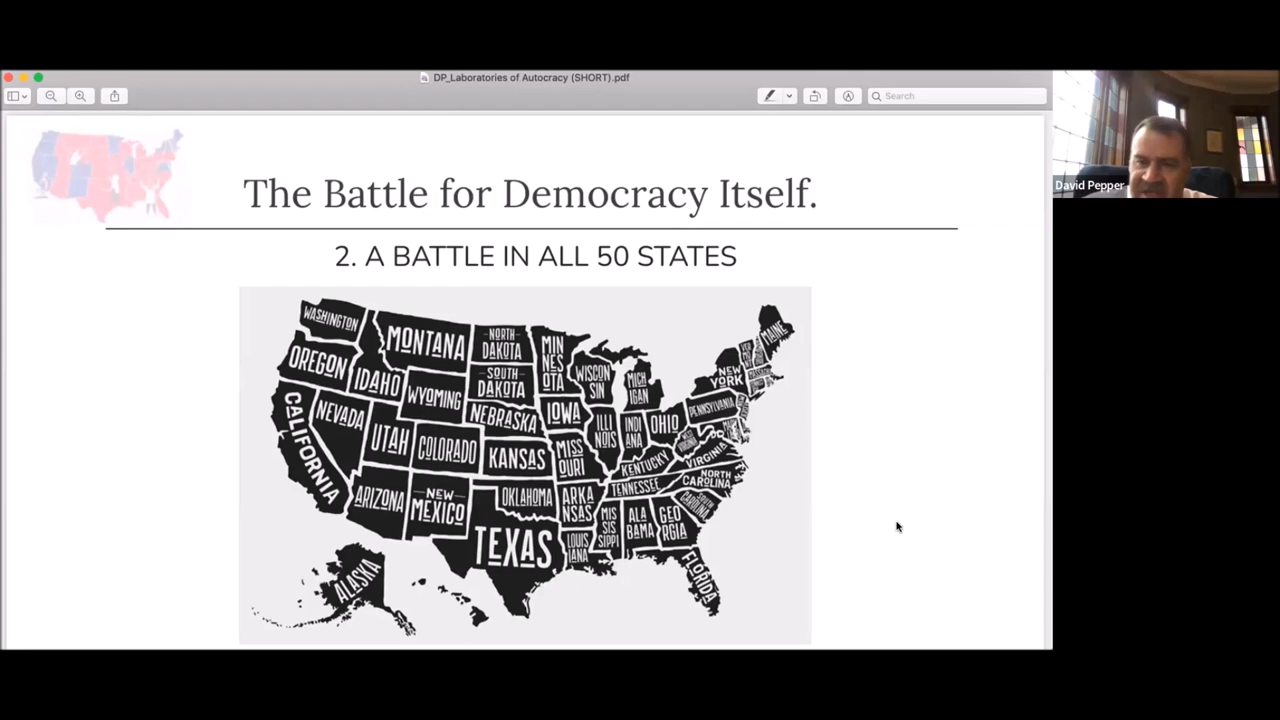 DP_Laboratories of Autocracy (SHORT).pdf
Search
The Battle for Democracy Itself.
2. A BATTLE IN ALL 50 STATES
David Pepper
WASHINGTON
MONTANA
NORTH
DAKOTA
MIN
NES
OTA
MAINE
OREGON
IDAHO
WYOMING
SOUTH
DAKOTA
WISCON
SIN
MICH
IGAN
NEW
YORK
CALIFORNIA
NEVADA
UTAH
COLORADO
NEBRASKA
IOWA
ILLI
NOIS
INDI
ANA
OHIO
PENNSYLVANIA
KANSAS
MISS
OURI
KENTUCKY
WEST
VIRGINIA
VIRGINIA
ARIZONA
NEW
MEXICO
OKLAHOMA
ARKA
NSAS
TENNESSEE
NORTH
CAROLINA
SOUTH
CAROLINA
TEXAS
LOUIS
IANA
MIS
SIS
SIPPI
ALA
BAMA
GEO
RGIA
FLORIDA
ALASKA